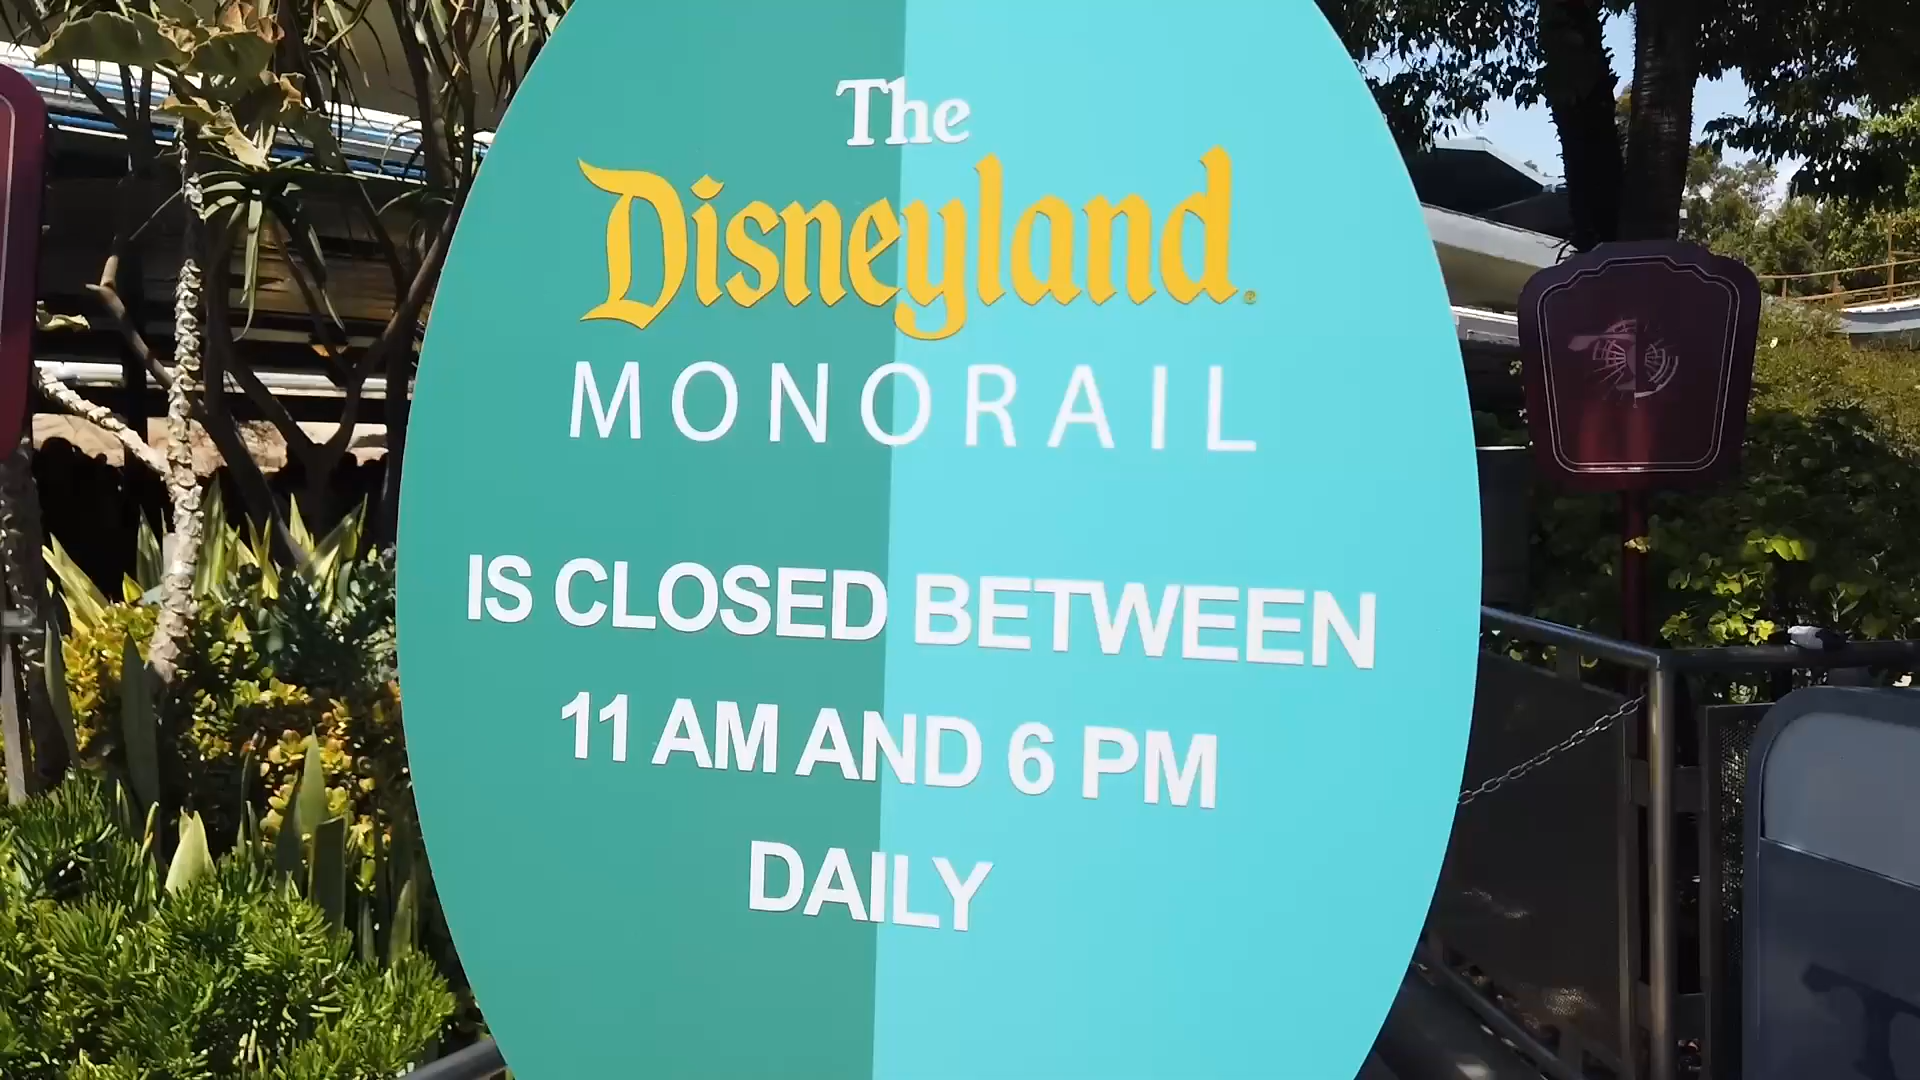 The
Disneyland®
MONORAIL
IS CLOSED BETWEEN
11 AM AND 6 PM
DAILY